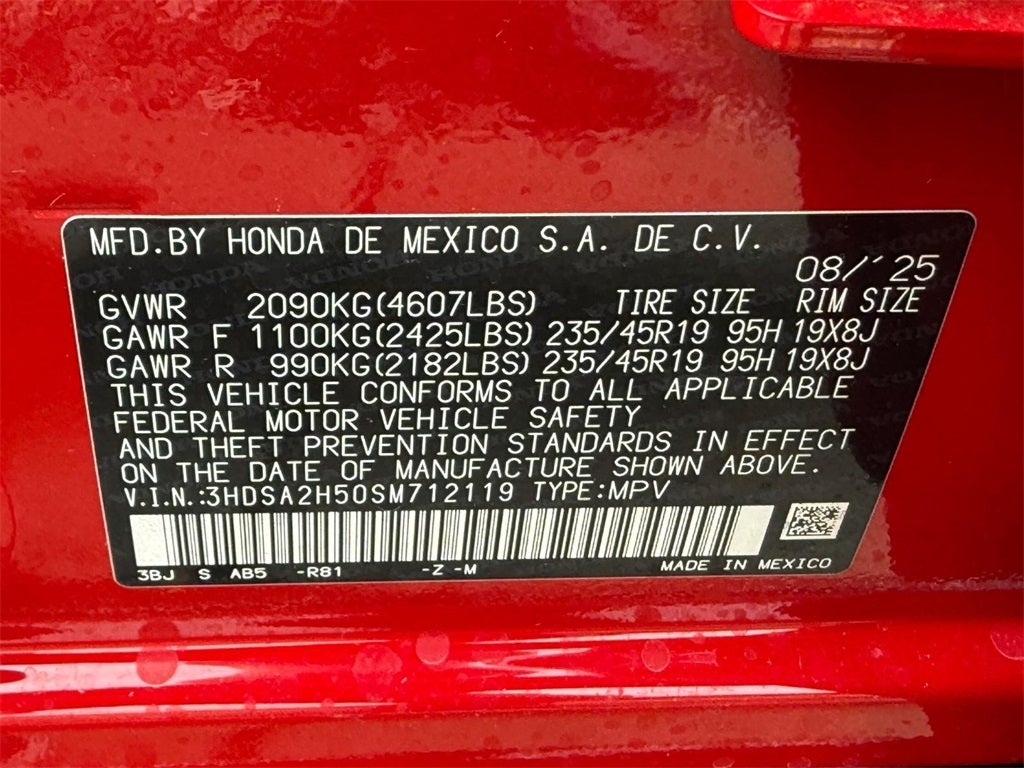 MFD.BY HONDA DE MEXICO S.A. DE C.V.
08/´25
GVWR 2090KG(4607LBS) TIRE SIZE RIM SIZE
GAWR F 1100KG(2425LBS) 235/45R19 95H 19X8J
GAWR R 990KG(2182LBS) 235/45R19 95H 19X8J
THIS VEHICLE CONFORMS TO ALL APPLICABLE
FEDERAL MOTOR VEHICLE SAFETY
AND THEFT PREVENTION STANDARDS IN EFFECT
ON THE DATE OF MANUFACTURE SHOWN ABOVE.
V.I.N.:3HDSA2H50SM712119 TYPE:MPV
3BJ S AB5 -R81 -Z -M MADE IN MEXICO